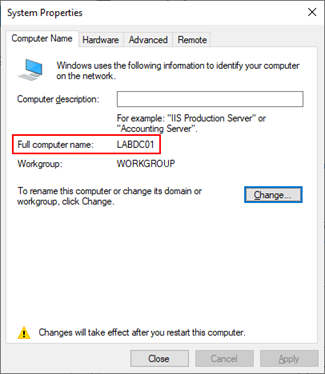 System Properties
Computer Name
Hardware
Advanced
Remote
Windows uses the following information to identify your computer
on the network.
Computer description:
For example: "IIS Production Server" or
"Accounting Server".
Full computer name: LABDC01
Workgroup: WORKGROUP
To rename this computer or change its domain or
workgroup, click Change.
Change...
Changes will take effect after you restart this computer.
Close
Cancel
Apply